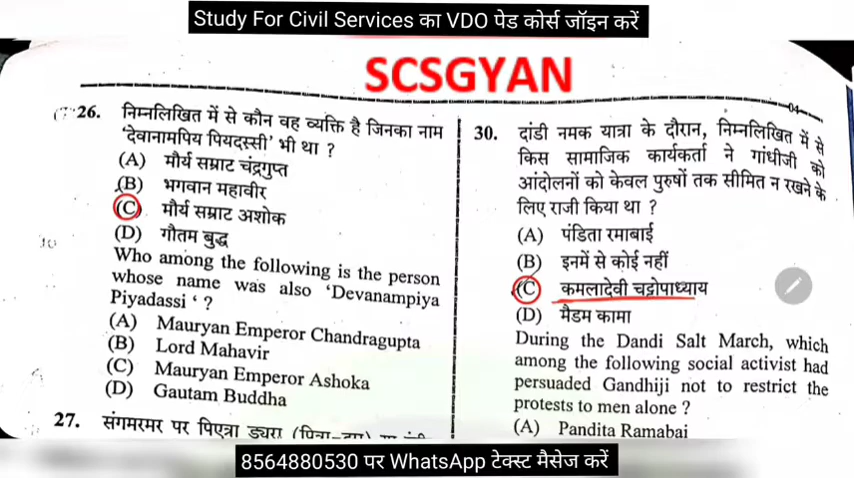 Study For Civil Services का VDO पेड कोर्स जॉइन करें
SCSGYAN
26. निम्नलिखित में से कौन वह व्यक्ति है जिनका नाम
'देवानामपिय पियदस्सी' भी था ?
(A) मौर्य सम्राट चंद्रगुप्त
(B) भगवान महावीर
(C) मौर्य सम्राट अशोक
(D) गौतम बुद्ध
Who among the following is the person
whose name was also 'Devanampiya
Piyadassi ' ?
(A) Mauryan Emperor Chandragupta
(B) Lord Mahavir
(C) Mauryan Emperor Ashoka
(D) Gautam Buddha
27. संगमरमर पर पिएत्रा ड्यूरा
04
30. दांडी नमक यात्रा के दौरान, निम्नलिखित में से
किस सामाजिक कार्यकर्ता ने गांधीजी को
आंदोलनों को केवल पुरुषों तक सीमित न रखने के
लिए राजी किया था ?
(A) पंडिता रमाबाई
(B) इनमें से कोई नहीं
(C) कमलादेवी चट्टोपाध्याय
(D) मैडम कामा
During the Dandi Salt March, which
among the following social activist had
persuaded Gandhiji not to restrict the
protests to men alone ?
(A) Pandita Ramabai
8564880530 पर WhatsApp टेक्स्ट मैसेज करें